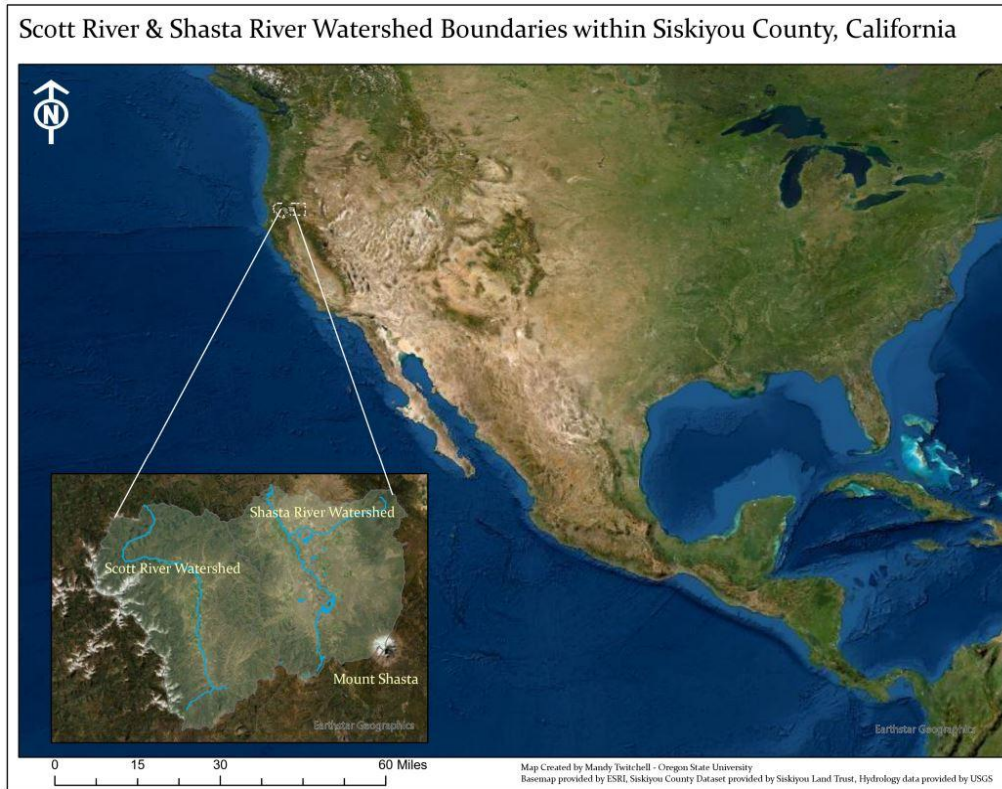 Scott River & Shasta River Watershed Boundaries within Siskiyou County, California
N
Shasta River Watershed
Scott River Watershed
Mount Shasta
Earthstar Geographics
Earthstar Geographics
0 15 30 60 Miles
Map Created by Mandy Twitchell - Oregon State University
Basemap provided by ESRI, Siskiyou County Dataset provided by Siskiyou Land Trust, Hydrology data provided by USGS